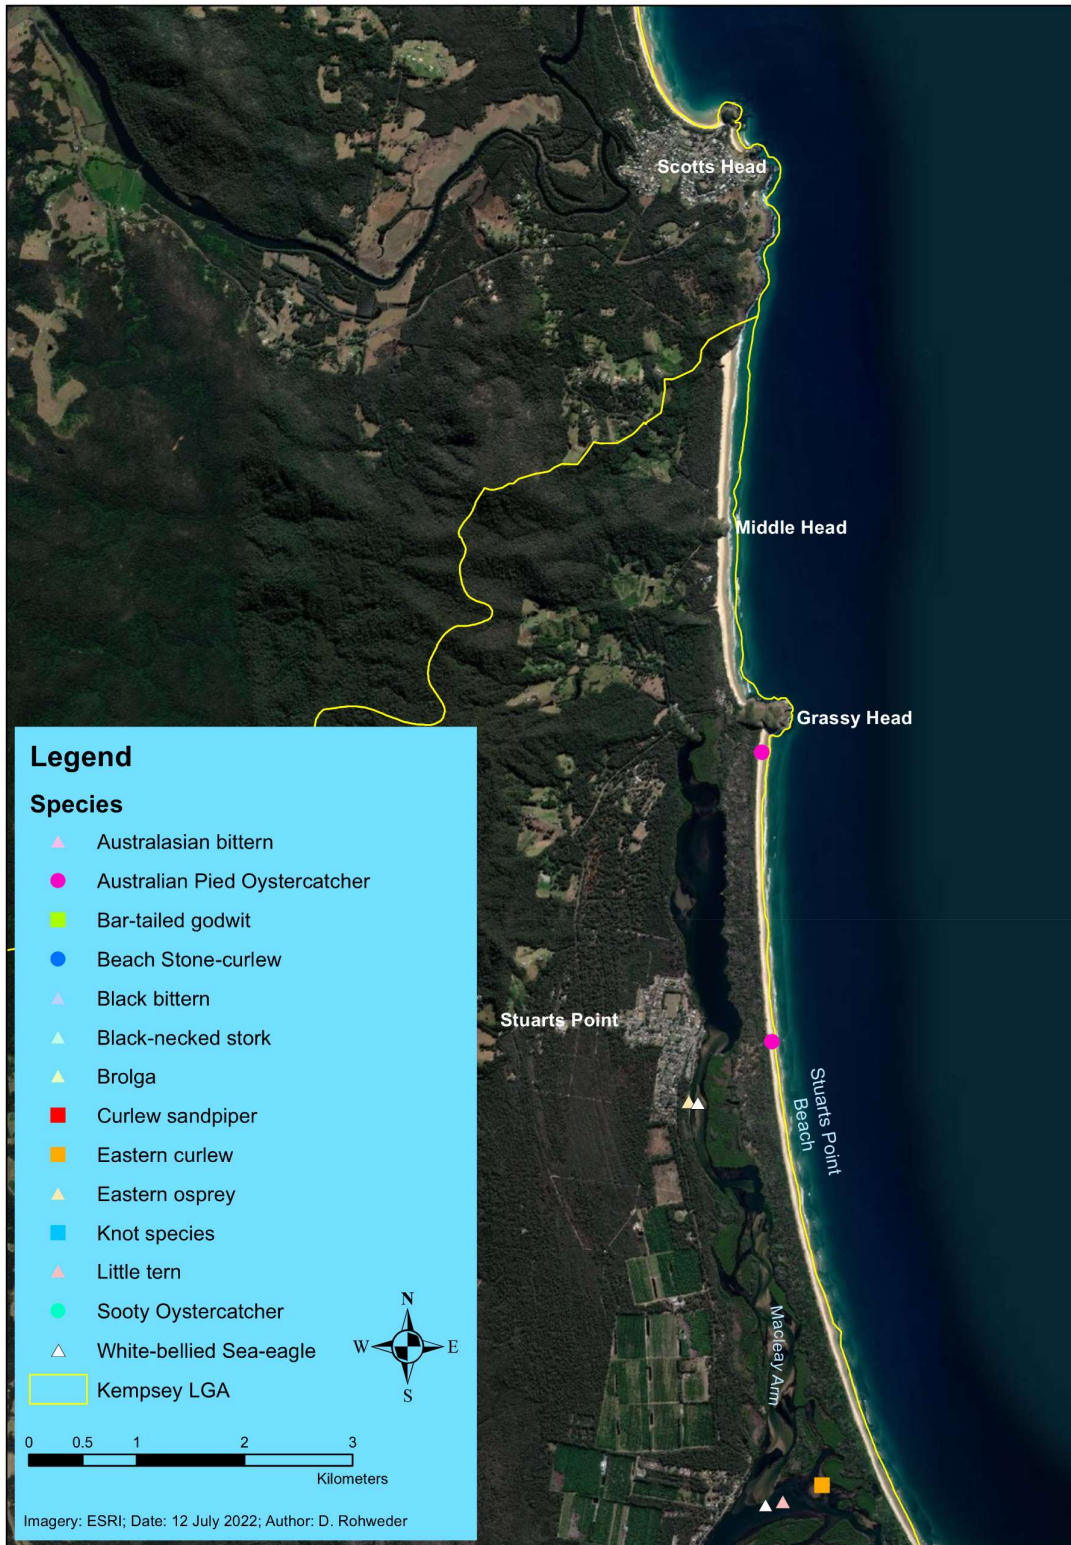 Scotts Head
Middle Head
Grassy Head
Stuarts Point
Stuarts Point
Beach
Macleay Arm
Legend
Species
Australasian bittern
Australian Pied Oystercatcher
Bar-tailed godwit
Beach Stone-curlew
Black bittern
Black-necked stork
Brolga
Curlew sandpiper
Eastern curlew
Eastern osprey
Knot species
Little tern
Sooty Oystercatcher
White-bellied Sea-eagle
Kempsey LGA
N
W E
S
0 0.5 1 2 3
Kilometers
Imagery: ESRI; Date: 12 July 2022; Author: D. Rohweder